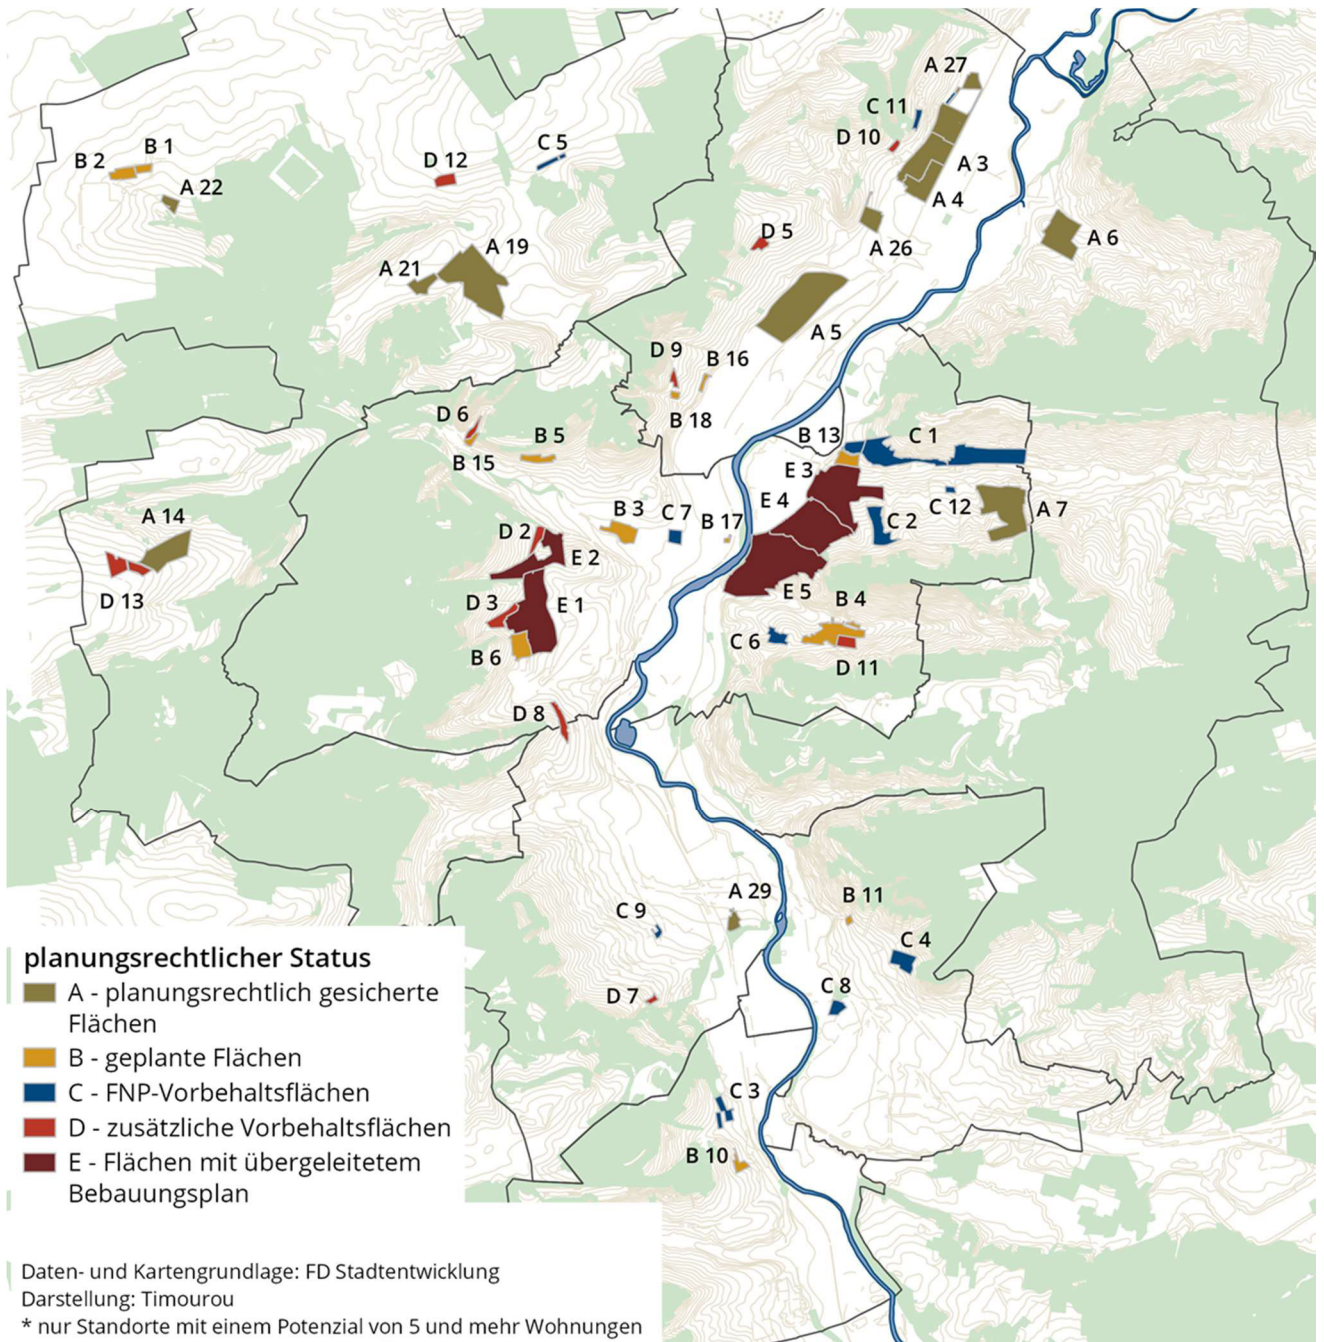 A 27
C 11
D 10
A 3
A 4
B 1
B 2
C 5
D 12
A 22
A 26
D 5
A 6
A 19
A 21
A 5
D 9
B 16
B 18
D 6
B 15
B 5
B 13
C 1
E 3
E 4
C 12
A 7
A 14
B 3
C 7
B 17
C 2
D 2
E 2
D 13
D 3
E 1
E 5
B 4
C 6
B 6
D 11
D 8
A 29
B 11
C 9
C 4
D 7
C 8
C 3
B 10
planungsrechtlicher Status
A - planungsrechtlich gesicherte
Flächen
B - geplante Flächen
C - FNP-Vorbehaltsflächen
D - zusätzliche Vorbehaltsflächen
E - Flächen mit übergeleitetem
Bebauungsplan
Daten- und Kartengrundlage: FD Stadtentwicklung
Darstellung: Timourou
* nur Standorte mit einem Potenzial von 5 und mehr Wohnungen